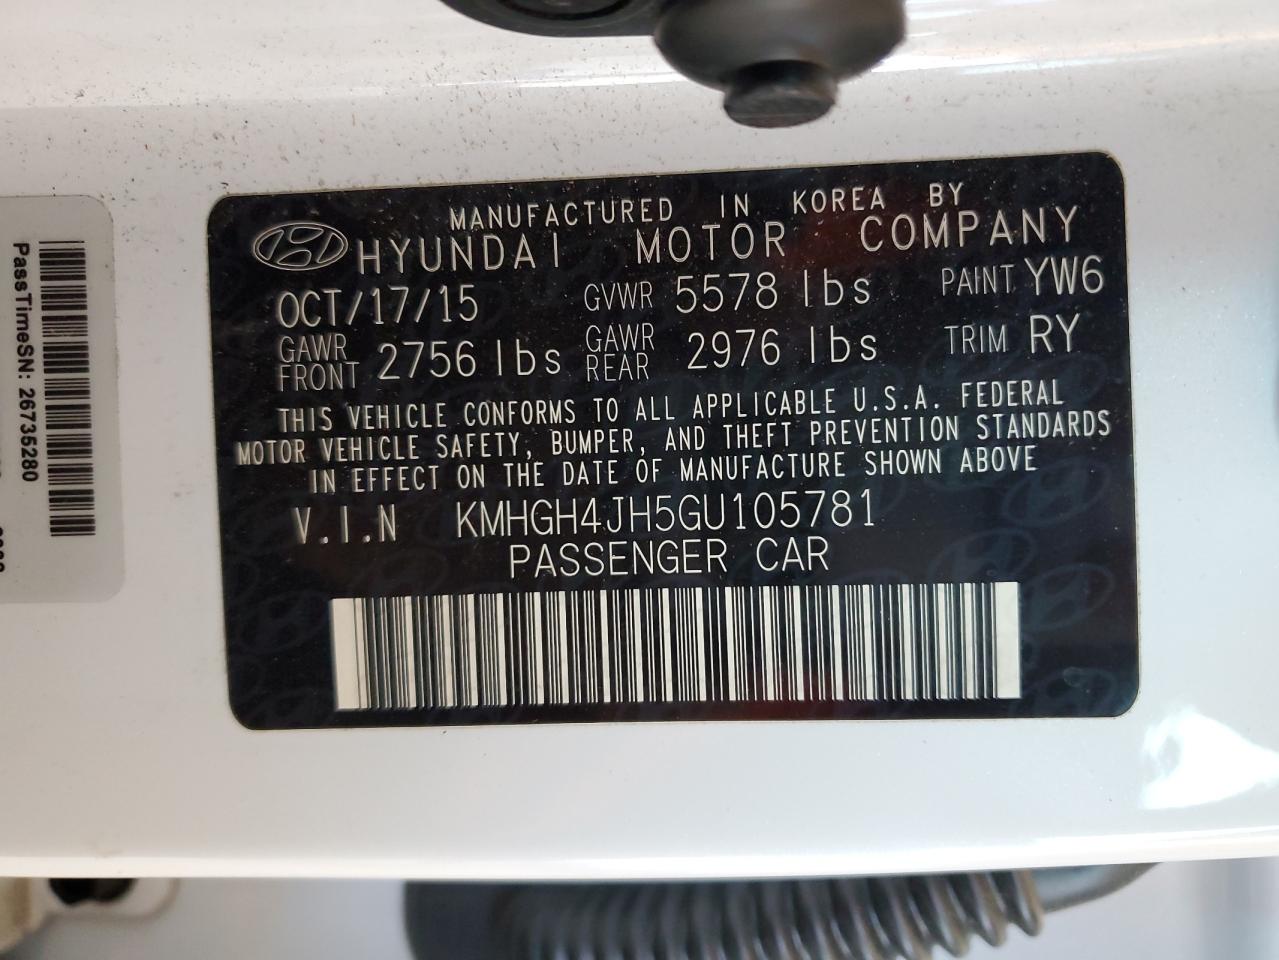 MANUFACTURED IN KOREA BY
HYUNDAI MOTOR COMPANY
OCT/17/15 GVWR 5578 lbs PAINT YW6
GAWR FRONT 2756 lbs GAWR REAR 2976 lbs TRIM RY
THIS VEHICLE CONFORMS TO ALL APPLICABLE U.S.A. FEDERAL
MOTOR VEHICLE SAFETY, BUMPER, AND THEFT PREVENTION STANDARDS
IN EFFECT ON THE DATE OF MANUFACTURE SHOWN ABOVE
V.I.N KMHGH4JH5GU105781
PASSENGER CAR
PassTimeSN: 26735280